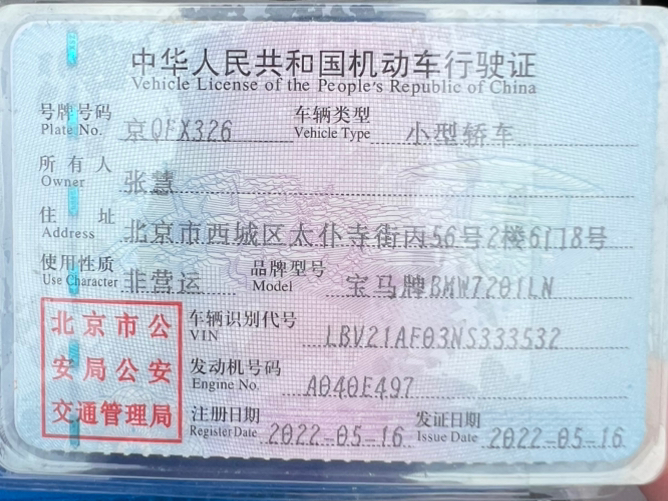 中华人民共和国机动车行驶证
Vehicle License of the People's Republic of China
号牌号码 京QFX326 车辆类型 小型轿车
Plate No. Vehicle Type
所有人 张慧
Owner
住址 北京市西城区太仆寺街内56号2楼6门8号
Address
使用性质 非营运 品牌型号 宝马牌BMW7201LN
Use Character Model
北京市公安局公安交通管理局
车辆识别代号 LBV21AF03NS333532
VIN
发动机号码 A040E497
Engine No.
注册日期 2022-05-16 发证日期 2022-05-16
Register Date Issue Date